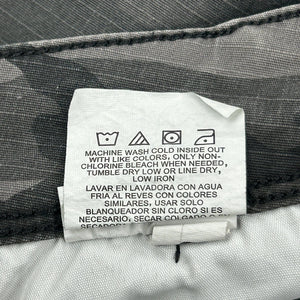 MACHINE WASH COLD INSIDE OUT
WITH LIKE COLORS, ONLY NON-
CHLORINE BLEACH WHEN NEEDED,
TUMBLE DRY LOW OR LINE DRY,
LOW IRON
LAVAR EN LAVADORA CON AGUA
FRIA AL REVES CON COLORES
SIMILARES, USAR SOLO
BLANQUEADOR SIN CLORO SI ES
NECESARIO, SECAR COLGADO O
SECADORA